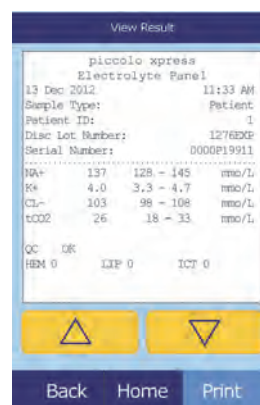 View Result
piccolo xpress
Electrolyte Panel
13 Dec 2012 11:33 AM
Sample Type: Patient
Patient ID: 1
Disc Lot Number: 1276EXP
Serial Number: 0000P19911
NA+ 137 128 - 145 mmo/L
K+ 4.0 3.3 - 4.7 mmo/L
CL- 103 98 - 108 mmo/L
tCO2 26 18 - 33 mmo/L
QC OK
HEM 0 LIP 0 ICT 0
Back Home Print